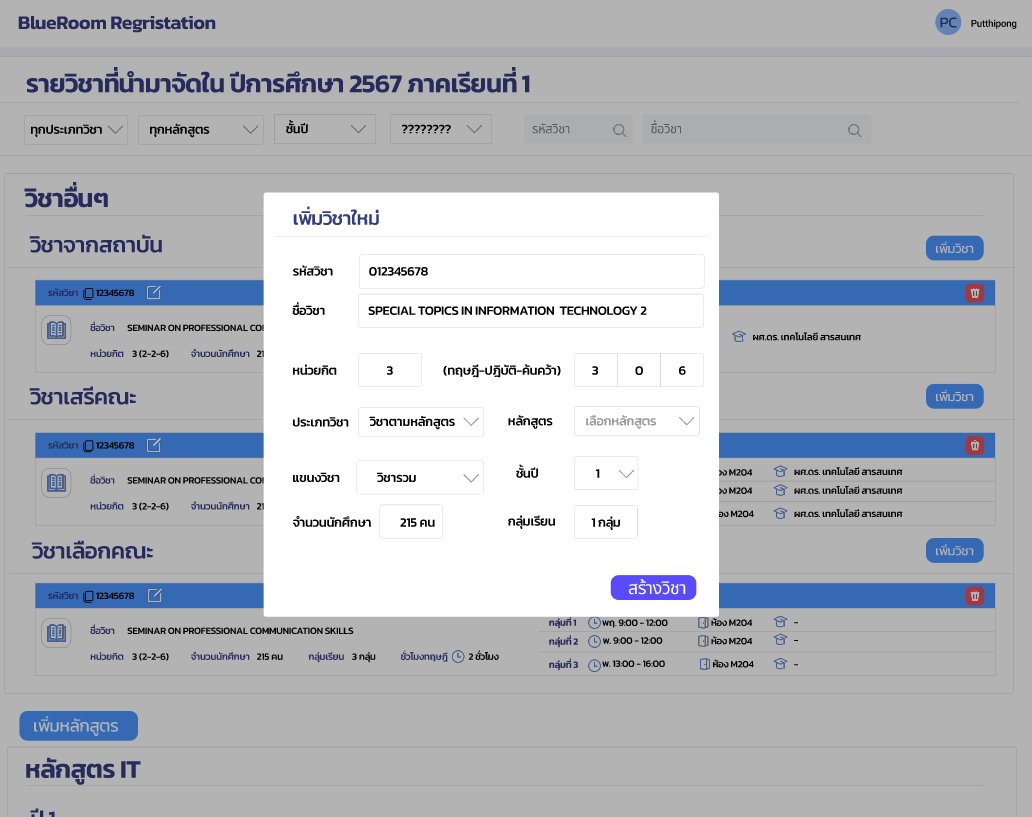 BlueRoom Regristation
PC Putthipong
รายวิชาที่นำมาจัดใน ปีการศึกษา 2567 ภาคเรียนที่ 1
ทุกประเภทวิชา ทุกหลักสูตร ชั้นปี ???????? รหัสวิชา ชื่อวิชา
วิชาอื่นๆ
วิชาจากสถาบัน เพิ่มวิชา
รหัสวิชา 12345678
ชื่อวิชา SEMINAR ON PROFESSIONAL
หน่วยกิต 3 (2-2-6) จำนวนนักศึกษา
ผศ.ดร. เทคโนโลยี สารสนเทศ
วิชาเสรีคณะ เพิ่มวิชา
รหัสวิชา 12345678
ชื่อวิชา SEMINAR ON PROFESSIONAL
หน่วยกิต 3 (2-2-6) จำนวนนักศึกษา
M204 ผศ.ดร. เทคโนโลยี สารสนเทศ
M204 ผศ.ดร. เทคโนโลยี สารสนเทศ
M204 ผศ.ดร. เทคโนโลยี สารสนเทศ
วิชาเลือกคณะ เพิ่มวิชา
รหัสวิชา 12345678
ชื่อวิชา SEMINAR ON PROFESSIONAL COMMUNICATION SKILLS
หน่วยกิต 3 (2-2-6) จำนวนนักศึกษา 215 คน กลุ่มเรียน 3 กลุ่ม ชั่วโมงทฤษฎี 2 ชั่วโมง
กลุ่มที่ 1 พฤ. 9:00 - 12:00 ห้อง M204 -
กลุ่มที่ 2 พ. 9:00 - 12:00 ห้อง M204 -
กลุ่มที่ 3 พ. 13:00 - 16:00 ห้อง M204 -
เพิ่มวิชาใหม่
รหัสวิชา 012345678
ชื่อวิชา SPECIAL TOPICS IN INFORMATION TECHNOLOGY 2
หน่วยกิต 3 (ทฤษฎี-ปฎิบัติ-ค้นคว้า) 3 0 6
ประเภทวิชา วิชาตามหลักสูตร หลักสูตร เลือกหลักสูตร
แขนงวิชา วิชารวม ชั้นปี 1
จำนวนนักศึกษา 215 คน กลุ่มเรียน 1 กลุ่ม
สร้างวิชา
เพิ่มหลักสูตร
หลักสูตร IT
ปี 1